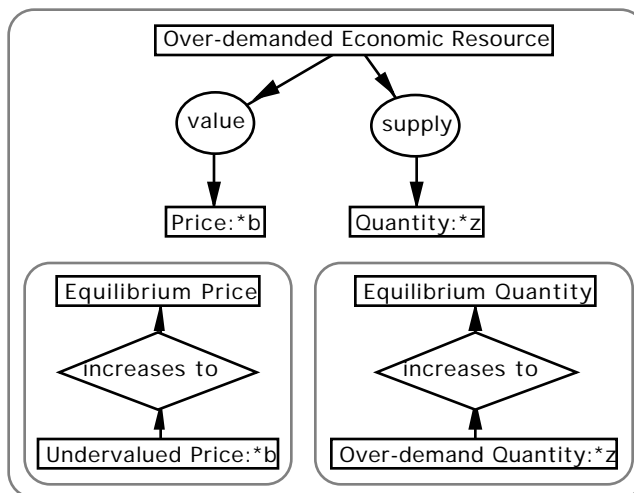 Over-demanded Economic Resource
value
supply
Price:*b
Quantity:*z
Equilibrium Price
Equilibrium Quantity
increases to
increases to
Undervalued Price:*b
Over-demand Quantity:*z